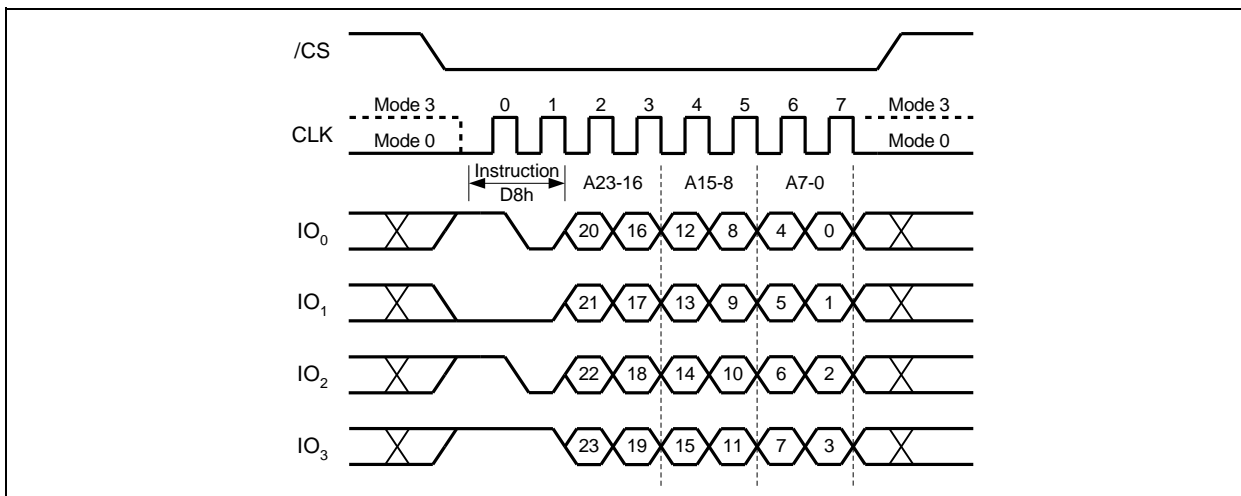 /CS
Mode 3 0 1 2 3 4 5 6 7 Mode 3
CLK
Mode 0 Mode 0
Instruction
D8h A23-16 A15-8 A7-0
IO0 20 16 12 8 4 0
IO1 21 17 13 9 5 1
IO2 22 18 14 10 6 2
IO3 23 19 15 11 7 3